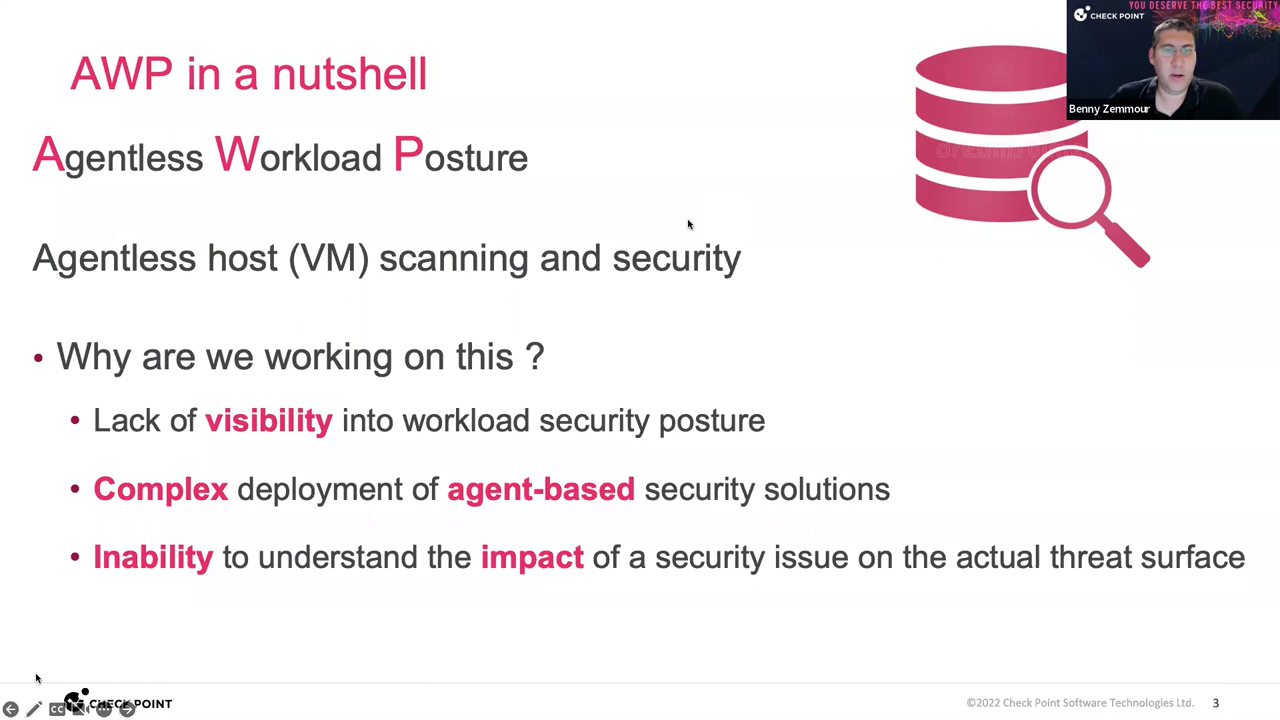 YOU DESERVE THE BEST SECURITY
CHECK POINT
Benny Zemmour
AWP in a nutshell
Agentless Workload Posture
Agentless host (VM) scanning and security
• Why are we working on this ?
• Lack of visibility into workload security posture
• Complex deployment of agent-based security solutions
• Inability to understand the impact of a security issue on the actual threat surface
CC
CHECK POINT
©2022 Check Point Software Technologies Ltd.
3